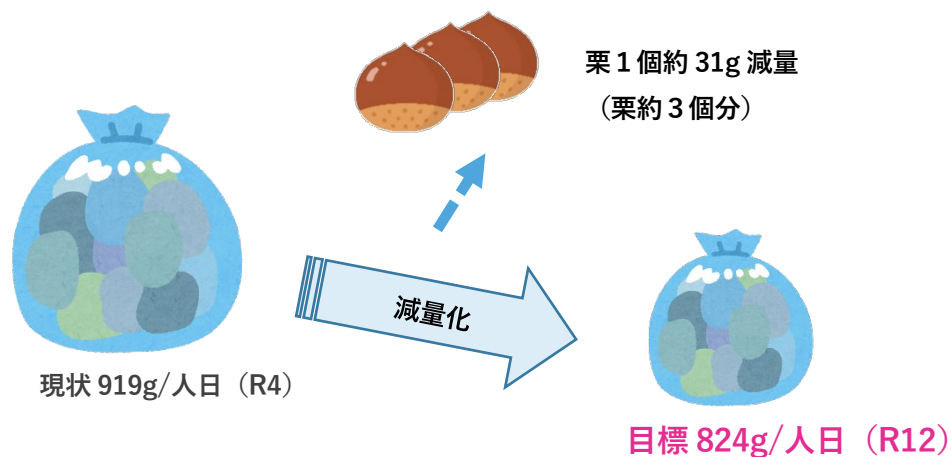 栗１個約 31g 減量
（栗約３個分）
減量化
現状 919g/人日（R4）
目標 824g/人日（R12）